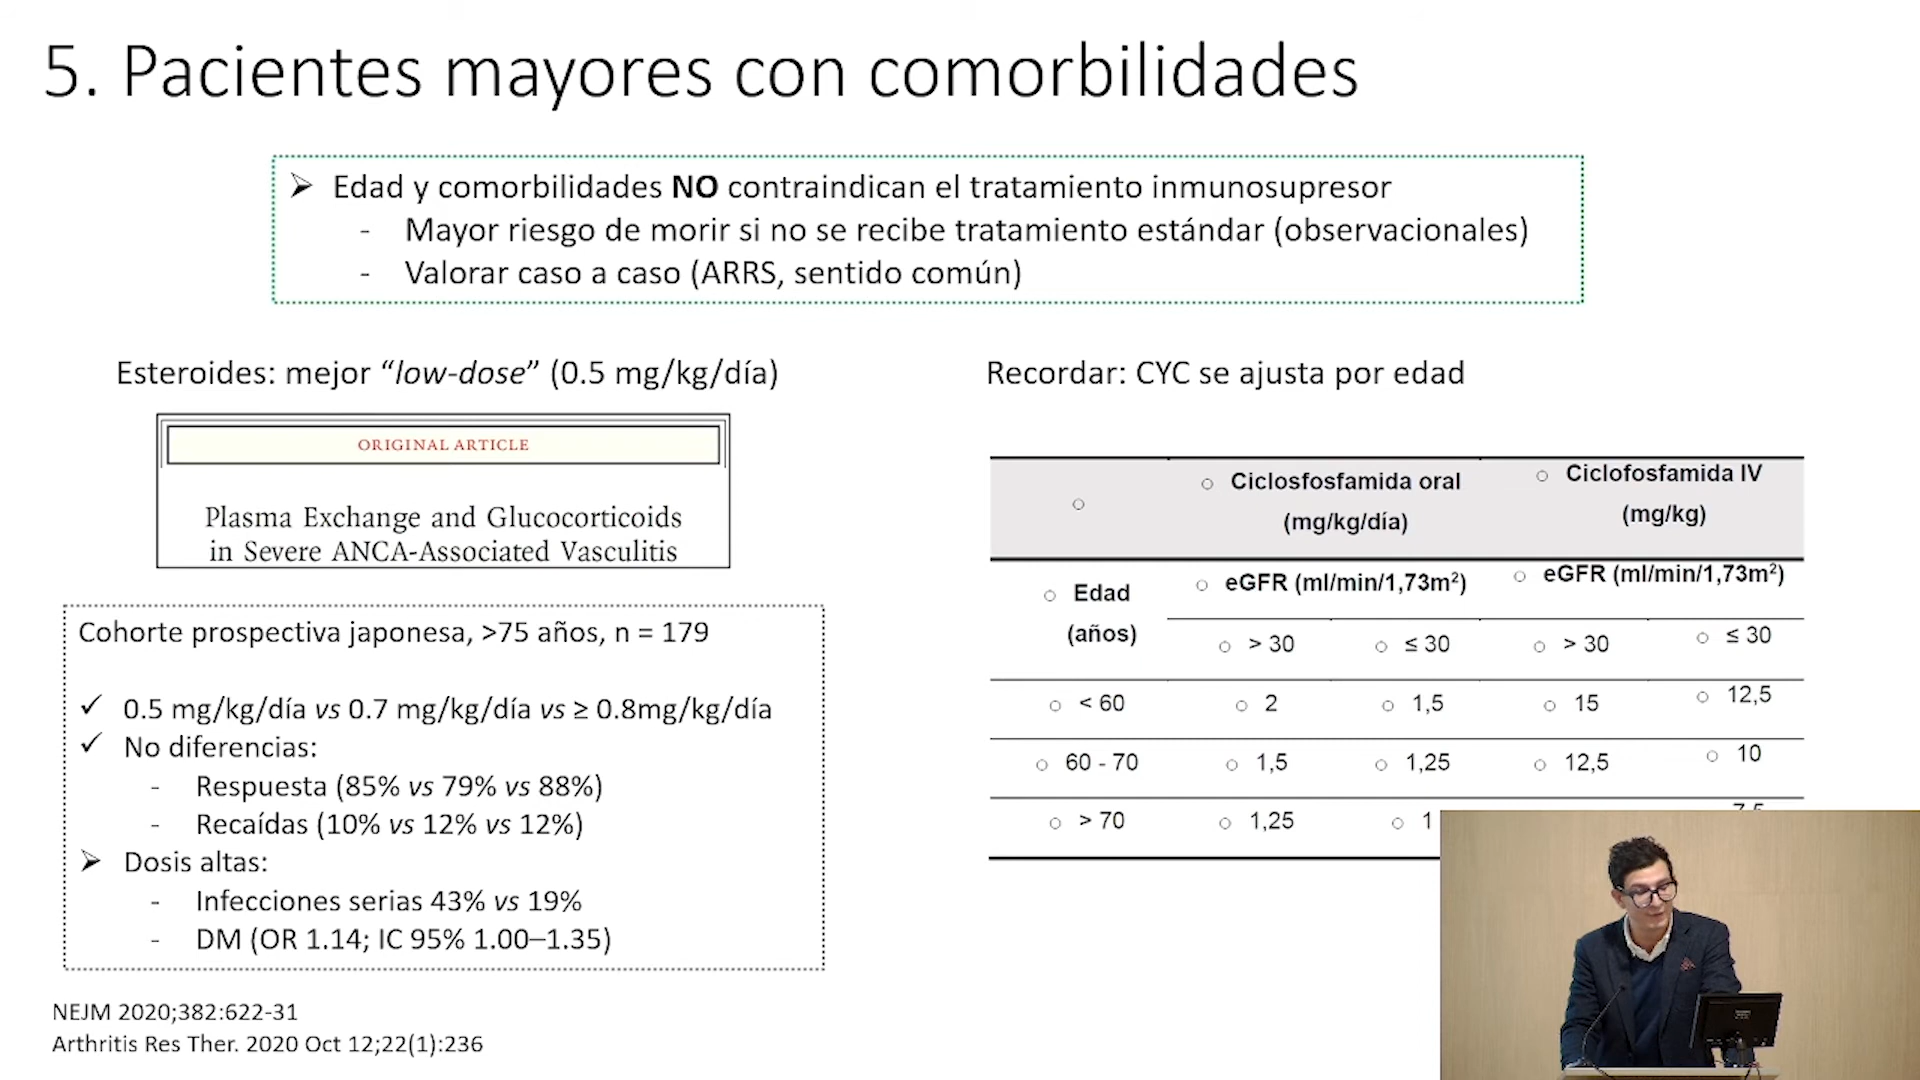 5. Pacientes mayores con comorbilidades
➢ Edad y comorbilidades NO contraindican el tratamiento inmunosupresor
- Mayor riesgo de morir si no se recibe tratamiento estándar (observacionales)
- Valorar caso a caso (ARRS, sentido común)
Esteroides: mejor “low-dose” (0.5 mg/kg/día)
ORIGINAL ARTICLE
Plasma Exchange and Glucocorticoids
in Severe ANCA-Associated Vasculitis
Cohorte prospectiva japonesa, >75 años, n = 179
✓ 0.5 mg/kg/día vs 0.7 mg/kg/día vs ≥ 0.8mg/kg/día
✓ No diferencias:
- Respuesta (85% vs 79% vs 88%)
- Recaídas (10% vs 12% vs 12%)
➢ Dosis altas:
- Infecciones serias 43% vs 19%
- DM (OR 1.14; IC 95% 1.00–1.35)
NEJM 2020;382:622-31
Arthritis Res Ther. 2020 Oct 12;22(1):236
Recordar: CYC se ajusta por edad
○ ○ Ciclosfosfamida oral ○ Ciclofosfamida IV
(mg/kg/día) (mg/kg)
○ Edad ○ eGFR (ml/min/1,73m²) ○ eGFR (ml/min/1,73m²)
(años) ○ > 30 ○ ≤ 30 ○ > 30 ○ ≤ 30
○ < 60 ○ 2 ○ 1,5 ○ 15 ○ 12,5
○ 60 - 70 ○ 1,5 ○ 1,25 ○ 12,5 ○ 10
○ > 70 ○ 1,25 ○ 1